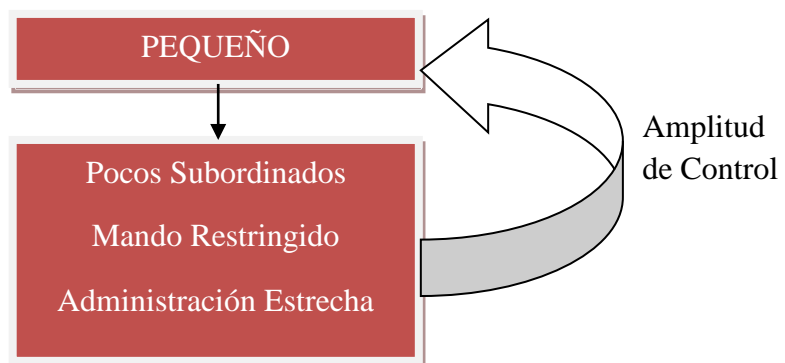 PEQUEÑO
Pocos Subordinados
Mando Restringido
Administración Estrecha
Amplitud
de Control